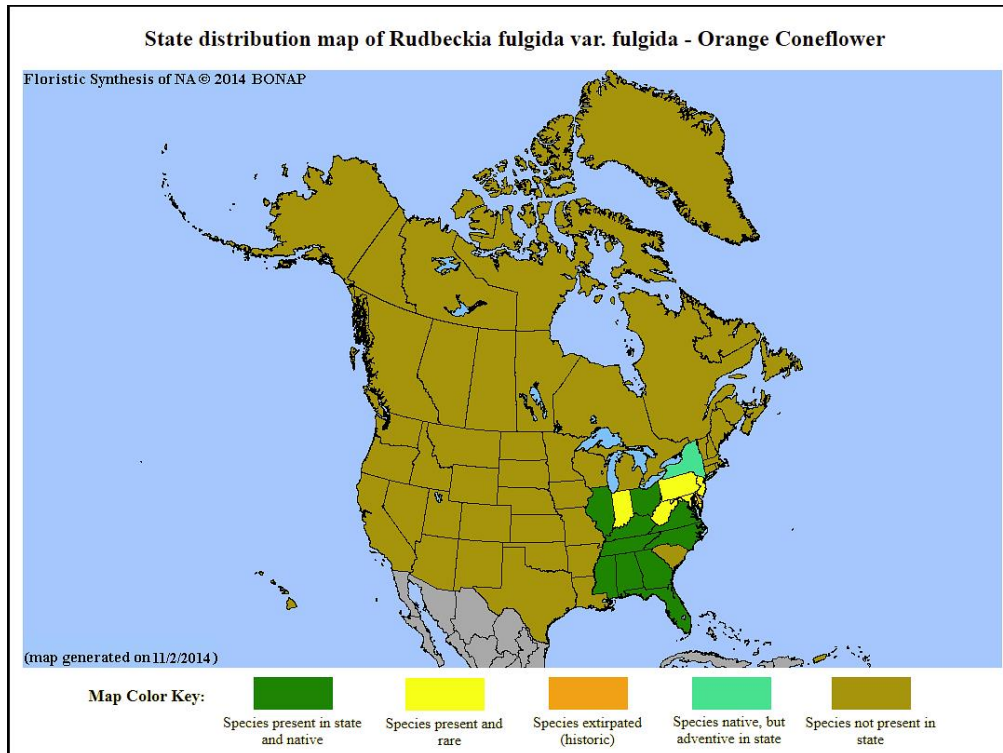 State distribution map of Rudbeckia fulgida var. fulgida - Orange Coneflower
Floristic Synthesis of NA © 2014 BONAP
(map generated on 11/2/2014)
Map Color Key:
Species present in state
and native
Species present and
rare
Species extirpated
(historic)
Species native, but
adventive in state
Species not present in
state